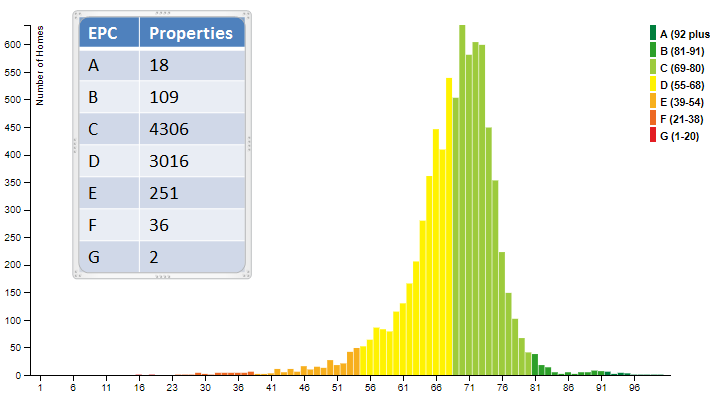 EPC Properties
A 18
B 109
C 4306
D 3016
E 251
F 36
G 2
Number of Homes
600
550
500
450
400
350
300
250
200
150
100
50
0
1 6 11 16 23 31 36 41 46 51 56 61 66 71 76 81 86 91 96
A (92 plus
B (81-91)
C (69-80)
D (55-68)
E (39-54)
F (21-38)
G (1-20)